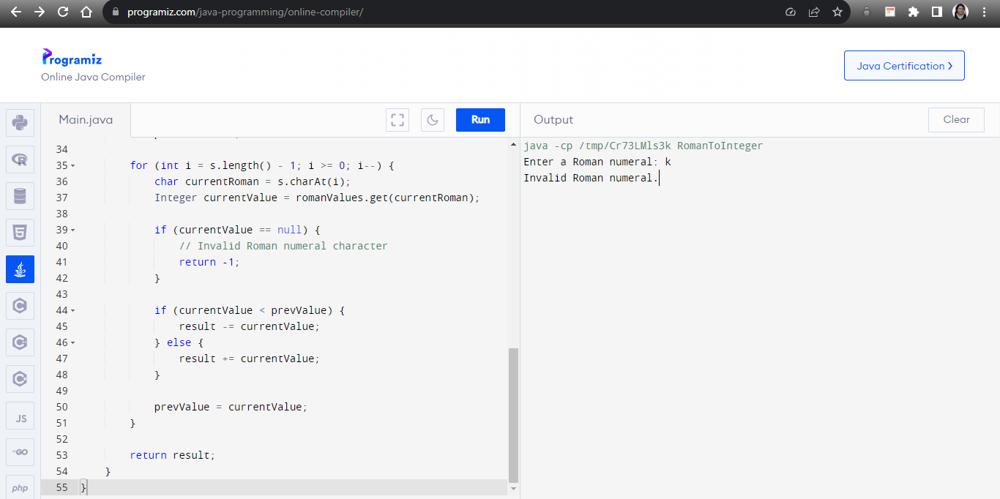 programiz.com/java-programming/online-compiler/
Programiz
Online Java Compiler
Java Certification ❯
Main.java
Run
Output
Clear
34
35 for (int i = s.length() - 1; i >= 0; i--) {
36 char currentRoman = s.charAt(i);
37 Integer currentValue = romanValues.get(currentRoman);
38
39 if (currentValue == null) {
40 // Invalid Roman numeral character
41 return -1;
42 }
43
44 if (currentValue < prevValue) {
45 result -= currentValue;
46 } else {
47 result += currentValue;
48 }
49
50 prevValue = currentValue;
51 }
52
53 return result;
54 }
55 }
java -cp /tmp/Cr73LMls3k RomanToInteger
Enter a Roman numeral: k
Invalid Roman numeral.
R
5
C
C
C
JS
GO
php